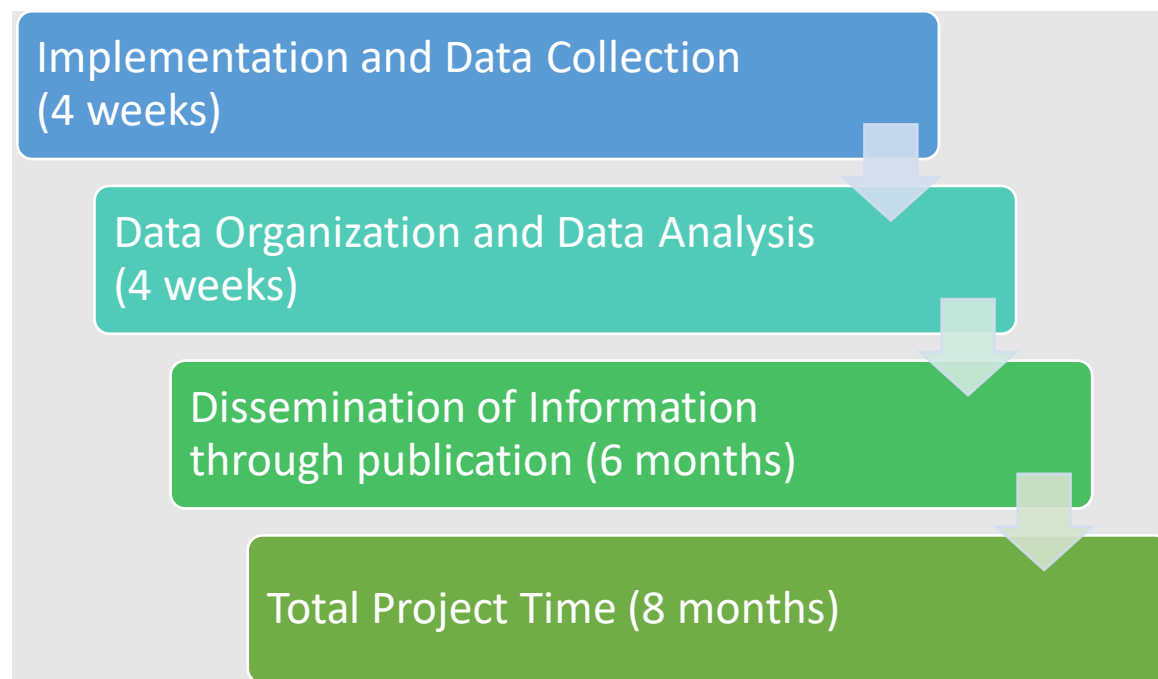 Implementation and Data Collection
(4 weeks)
Data Organization and Data Analysis
(4 weeks)
Dissemination of Information
through publication (6 months)
Total Project Time (8 months)